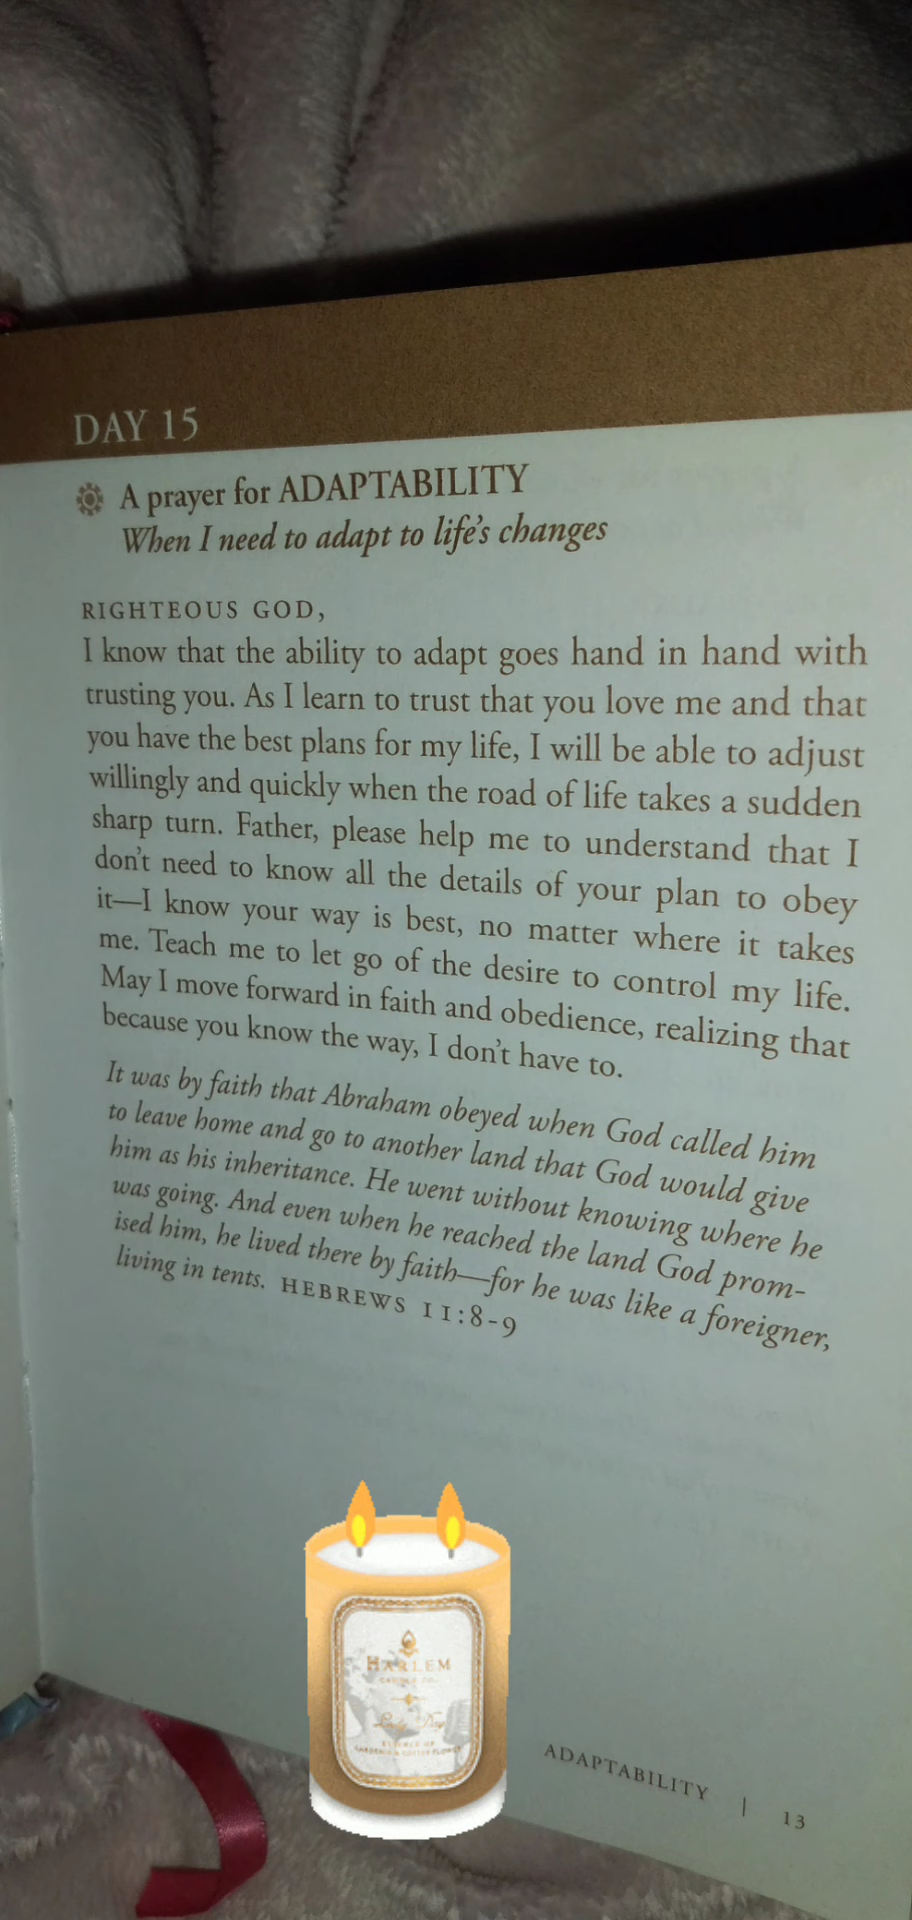 DAY 15
A prayer for ADAPTABILITY
When I need to adapt to life's changes
RIGHTEOUS GOD,
I know that the ability to adapt goes hand in hand with
trusting you. As I learn to trust that you love me and that
you have the best plans for my life, I will be able to adjust
willingly and quickly when the road of life takes a sudden
sharp turn. Father, please help me to understand that I
don't need to know all the details of your plan to obey
it—I know your way is best, no matter where it takes
me. Teach me to let go of the desire to control my life.
May I move forward in faith and obedience, realizing that
because you know the way, I don't have to.
It was by faith that Abraham obeyed when God called him
to leave home and go to another land that God would give
him as his inheritance. He went without knowing where he
was going. And even when he reached the land God prom-
ised him, he lived there by faith—for he was like a foreigner,
living in tents. HEBREWS 11:8-9
HARLEM
CANDLE CO.
Lady Day
ESSENCE OF
GARDENIA & COFFEE FLOWER
ADAPTABILITY | 13